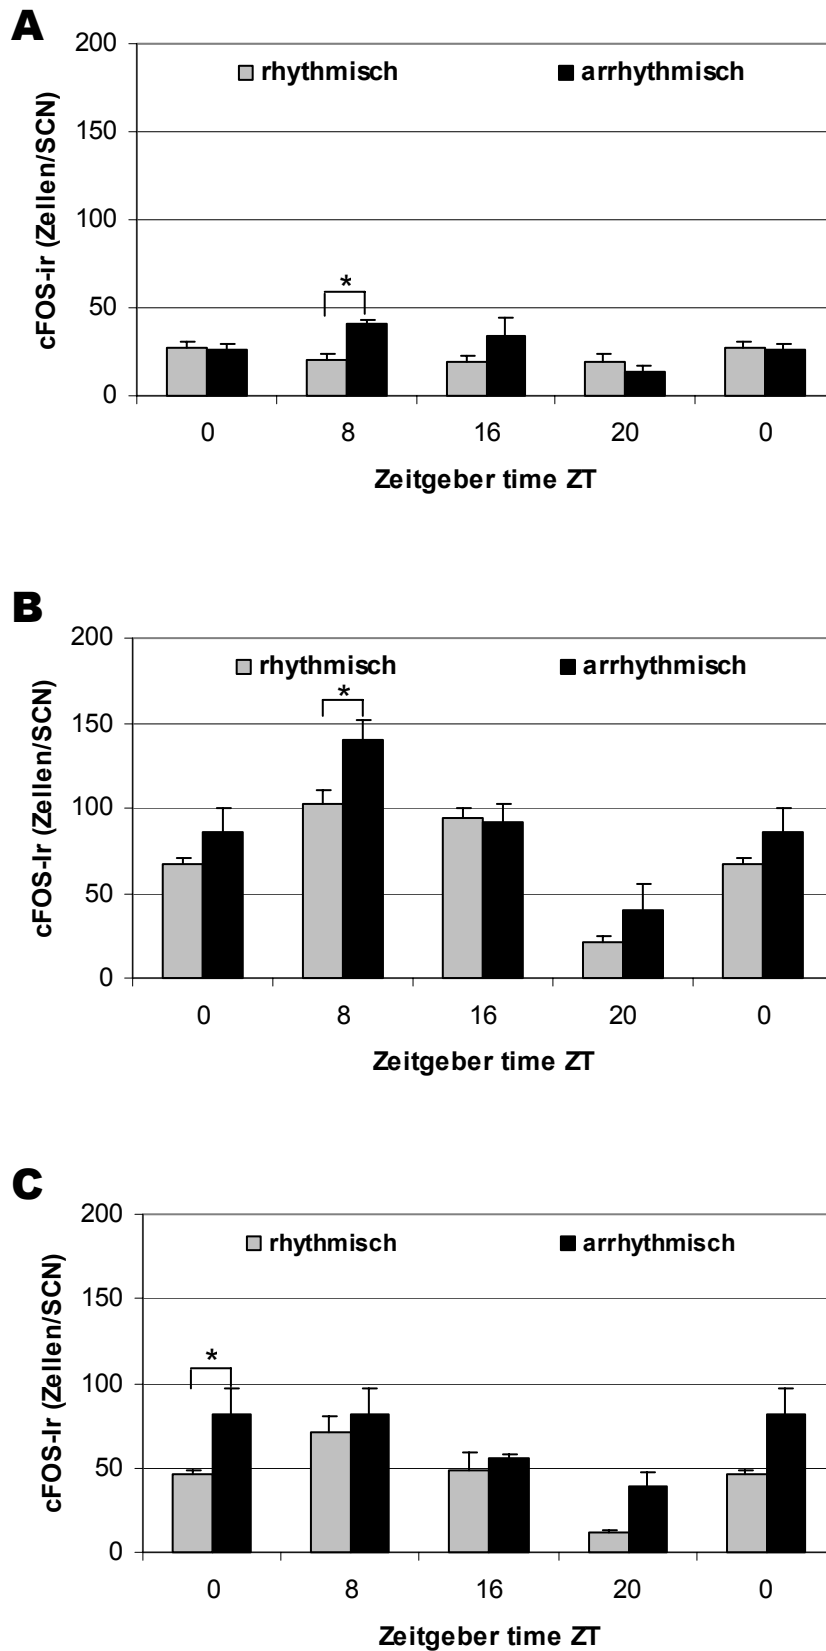 A
200
rhythmisch arrhythmisch
150
100
50
0
cFOS-ir (Zellen/SCN)
*
0 8 16 20 0
Zeitgeber time ZT
B
200
rhythmisch arrhythmisch
*
150
100
50
0
cFOS-Ir (Zellen/SCN)
0 8 16 20 0
Zeitgeber time ZT
C
200
rhythmisch arrhythmisch
150
*
100
50
0
cFOS-Ir (Zellen/SCN)
0 8 16 20 0
Zeitgeber time ZT